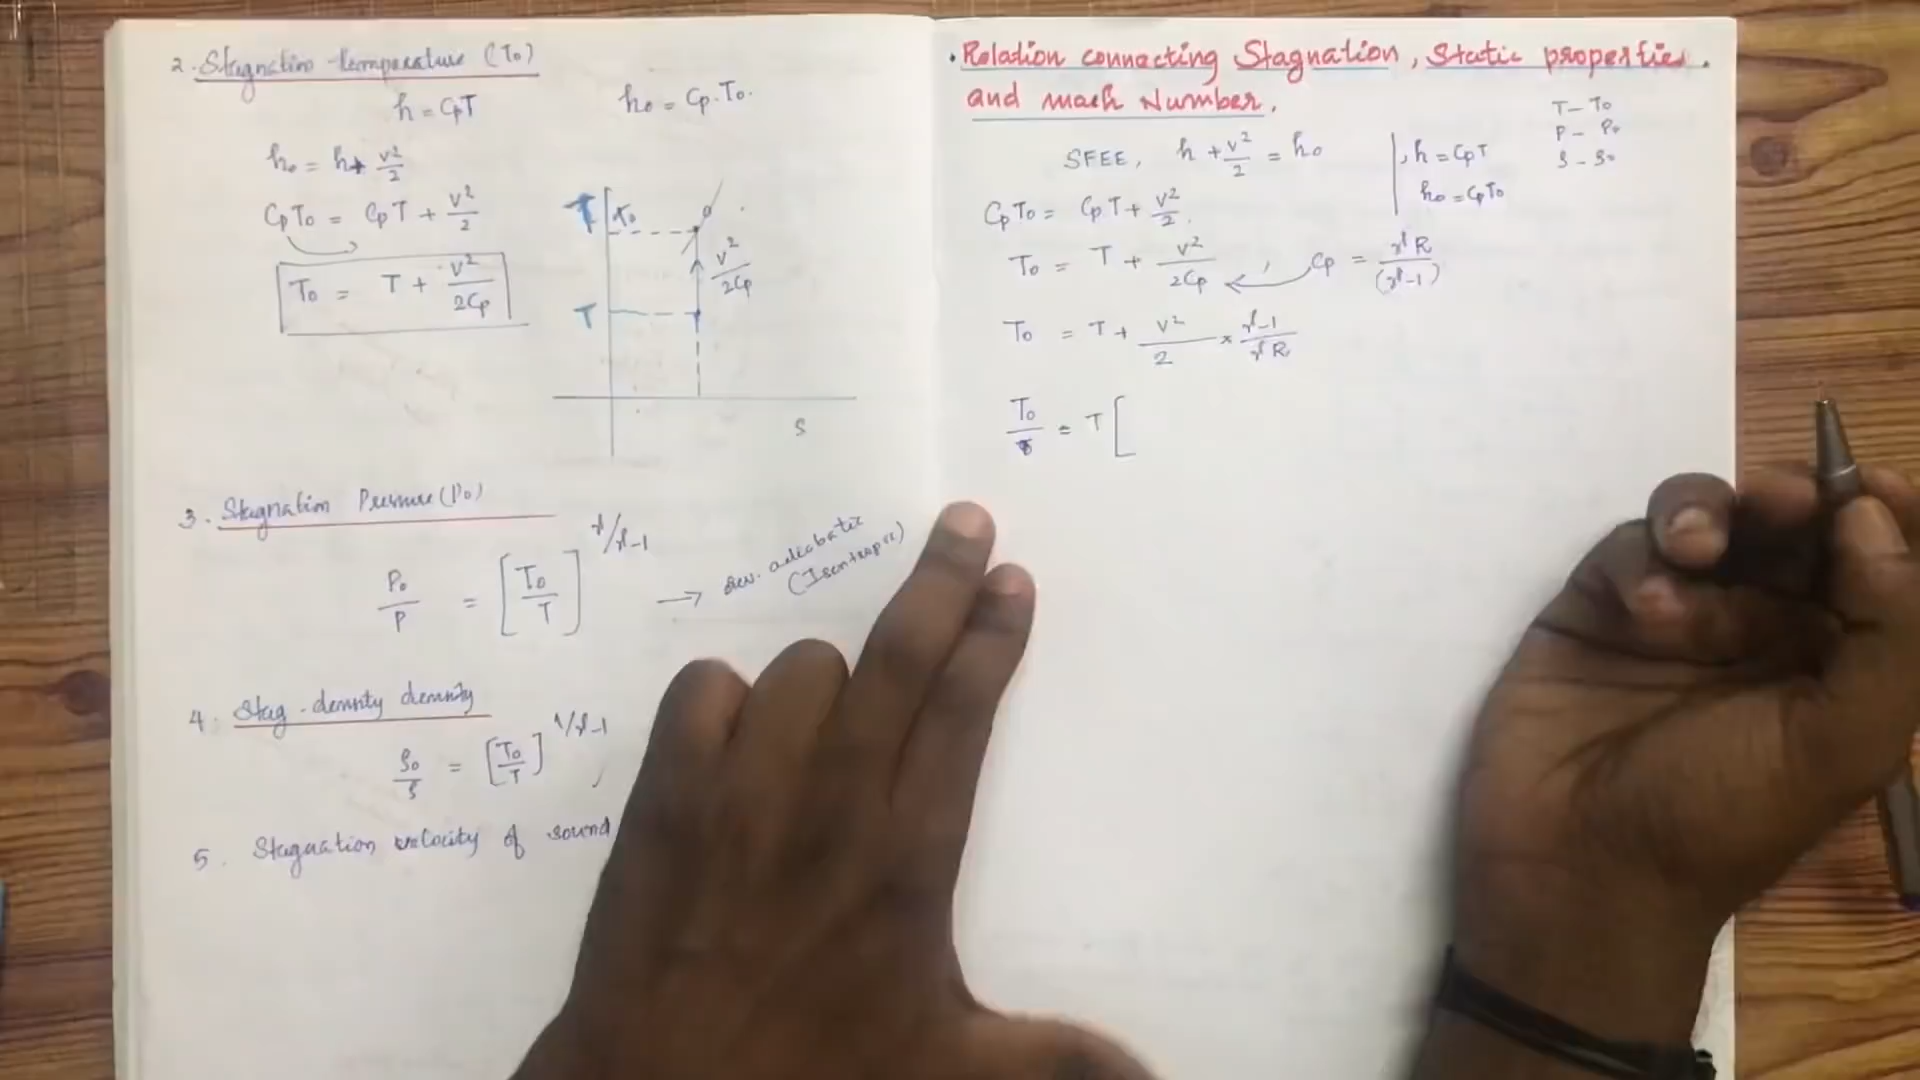 2. Stagnation temperature (T₀)
h = CpT
h₀ = Cp.T₀.
h₀ = h + v²/2
CpT₀ = CpT + v²/2
T₀ = T + v²/2Cp
T T₀
v²/2Cp
T
S
3. Stagnation Pressure (P₀)
P₀/P = [T₀/T]^γ/γ-1 → rev. adiabatic
(Isentropic)
4. Stag. density density
ρ₀/ρ = [T₀/T]^1/γ-1
5. Stagnation velocity of sound
• Relation connecting Stagnation, Static properties.
and mach Number.
T – T₀
P – P₀
ρ – ρ₀
SFEE, h + v²/2 = h₀
, h = CpT
h₀ = CpT₀
CpT₀ = CpT + v²/2.
T₀ = T + v²/2Cp ← , Cp = γR/(γ-1)
T₀ = T + v²/2 × γ-1/γR
T₀/ = T [